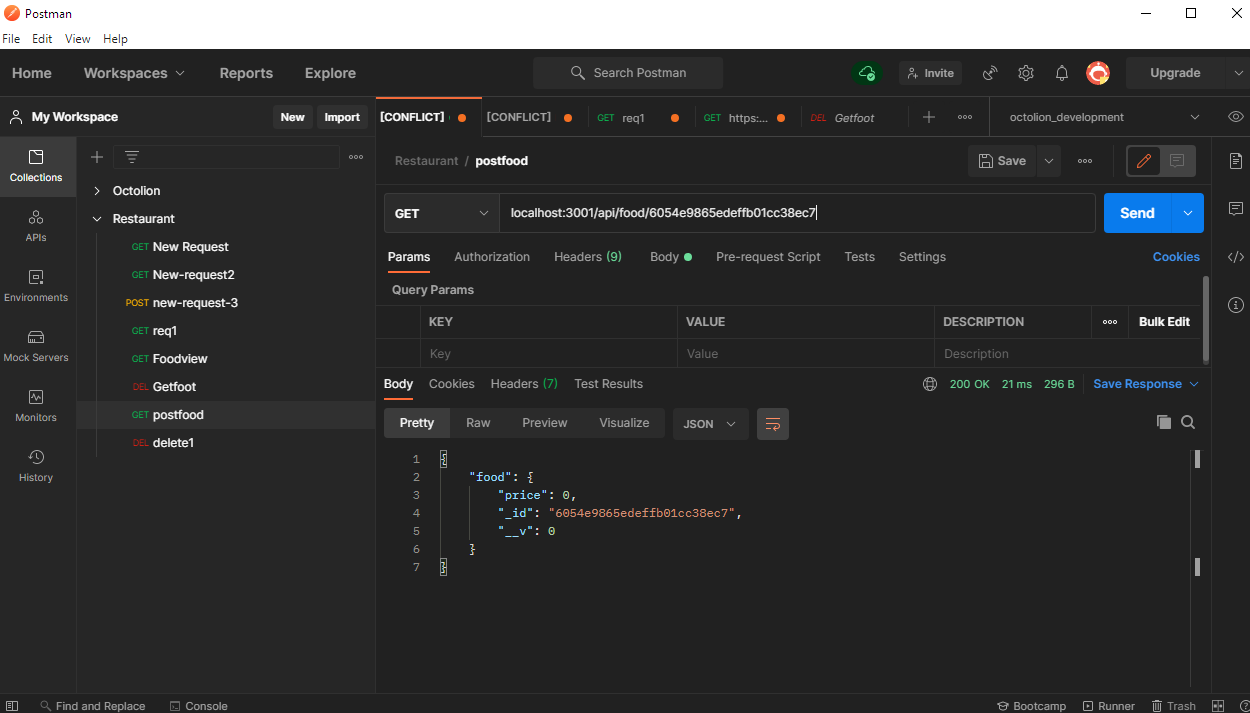 Postman
File Edit View Help
Home Workspaces Reports Explore Search Postman Invite Upgrade
My Workspace New Import
[CONFLICT] [CONFLICT] GET req1 GET https:... DEL Getfoot octolion_development
Collections
APIs
Environments
Mock Servers
Monitors
History
Octolion
Restaurant
GET New Request
GET New-request2
POST new-request-3
GET req1
GET Foodview
DEL Getfoot
GET postfood
DEL delete1
Restaurant / postfood Save
GET localhost:3001/api/food/6054e9865edeffb01cc38ec7 Send
Params Authorization Headers (9) Body Pre-request Script Tests Settings Cookies
Query Params
KEY VALUE DESCRIPTION Bulk Edit
Key Value Description
Body Cookies Headers (7) Test Results 200 OK 21 ms 296 B Save Response
Pretty Raw Preview Visualize JSON
1 {
2 "food": {
3 "price": 0,
4 "_id": "6054e9865edeffb01cc38ec7",
5 "__v": 0
6 }
7 }
Find and Replace Console Bootcamp Runner Trash